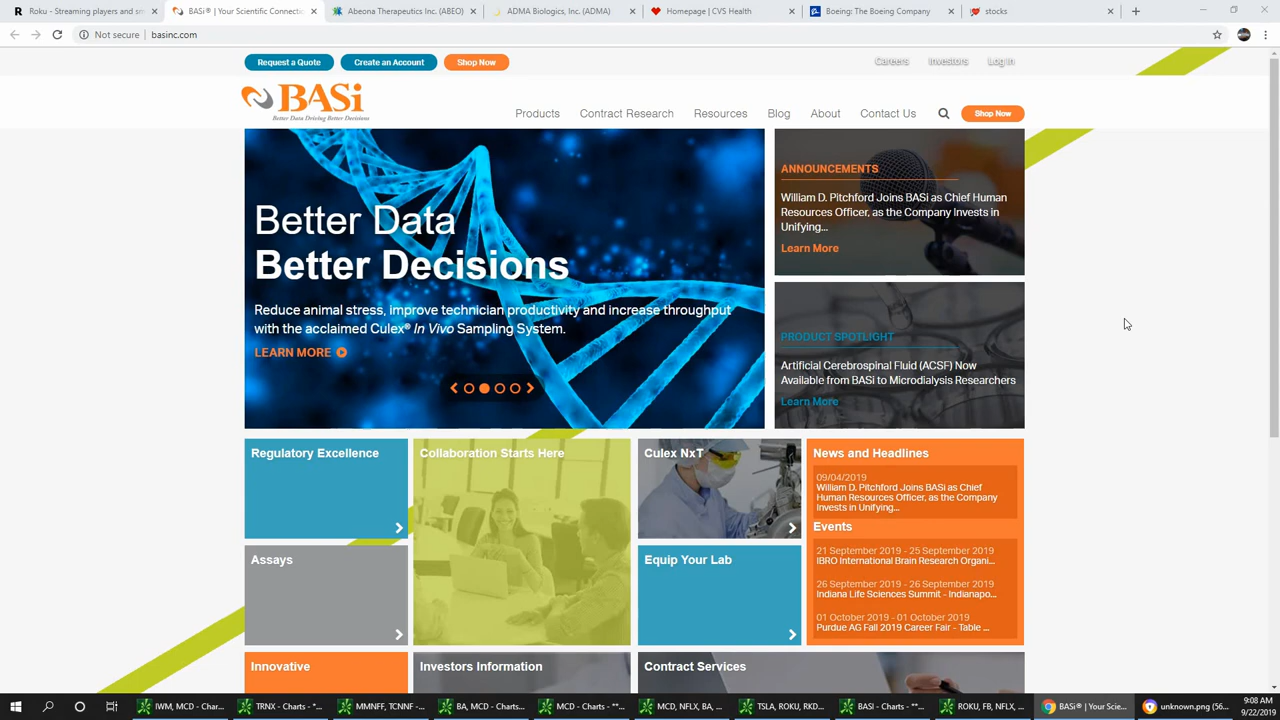 Roku - Streaming players and sm
BASi® | Your Scientific Connectio
Abeona Therapeutics Inc. (ABEO)
ADMA Biologics, Inc. (ADMA)
Homepage | CVS Health
Boeing: The Boeing Company
stocks
Not secure | basinc.com
Request a Quote
Create an Account
Shop Now
Careers
Investors
Log In
BASi
Better Data Driving Better Decisions
Products
Contract Research
Resources
Blog
About
Contact Us
Shop Now
Better Data
Better Decisions
Reduce animal stress, improve technician productivity and increase throughput
with the acclaimed Culex® In Vivo Sampling System.
LEARN MORE
ANNOUNCEMENTS
William D. Pitchford Joins BASi as Chief Human
Resources Officer, as the Company Invests in
Unifying...
Learn More
PRODUCT SPOTLIGHT
Artificial Cerebrospinal Fluid (ACSF) Now
Available from BASi to Microdialysis Researchers
Learn More
Regulatory Excellence
Collaboration Starts Here
Culex NxT
News and Headlines
09/04/2019
William D. Pitchford Joins BASi as Chief
Human Resources Officer, as the Company
Invests in Unifying...
Events
21 September 2019 - 25 September 2019
IBRO International Brain Research Organi...
26 September 2019 - 26 September 2019
Indiana Life Sciences Summit - Indianapo...
01 October 2019 - 01 October 2019
Purdue AG Fall 2019 Career Fair - Table ...
Assays
Equip Your Lab
Innovative
Investors Information
Contract Services
IWM, MCD - Charts...
TRNX - Charts - *...
MMNFF, TCNNF - ...
BA, MCD - Charts...
MCD - Charts - **...
MCD, NFLX, BA, ...
TSLA, ROKU, RKD...
BASI - Charts - **...
ROKU, FB, NFLX, ...
BASi® | Your Scie...
unknown.png (56...
9:08 AM
9/22/2019